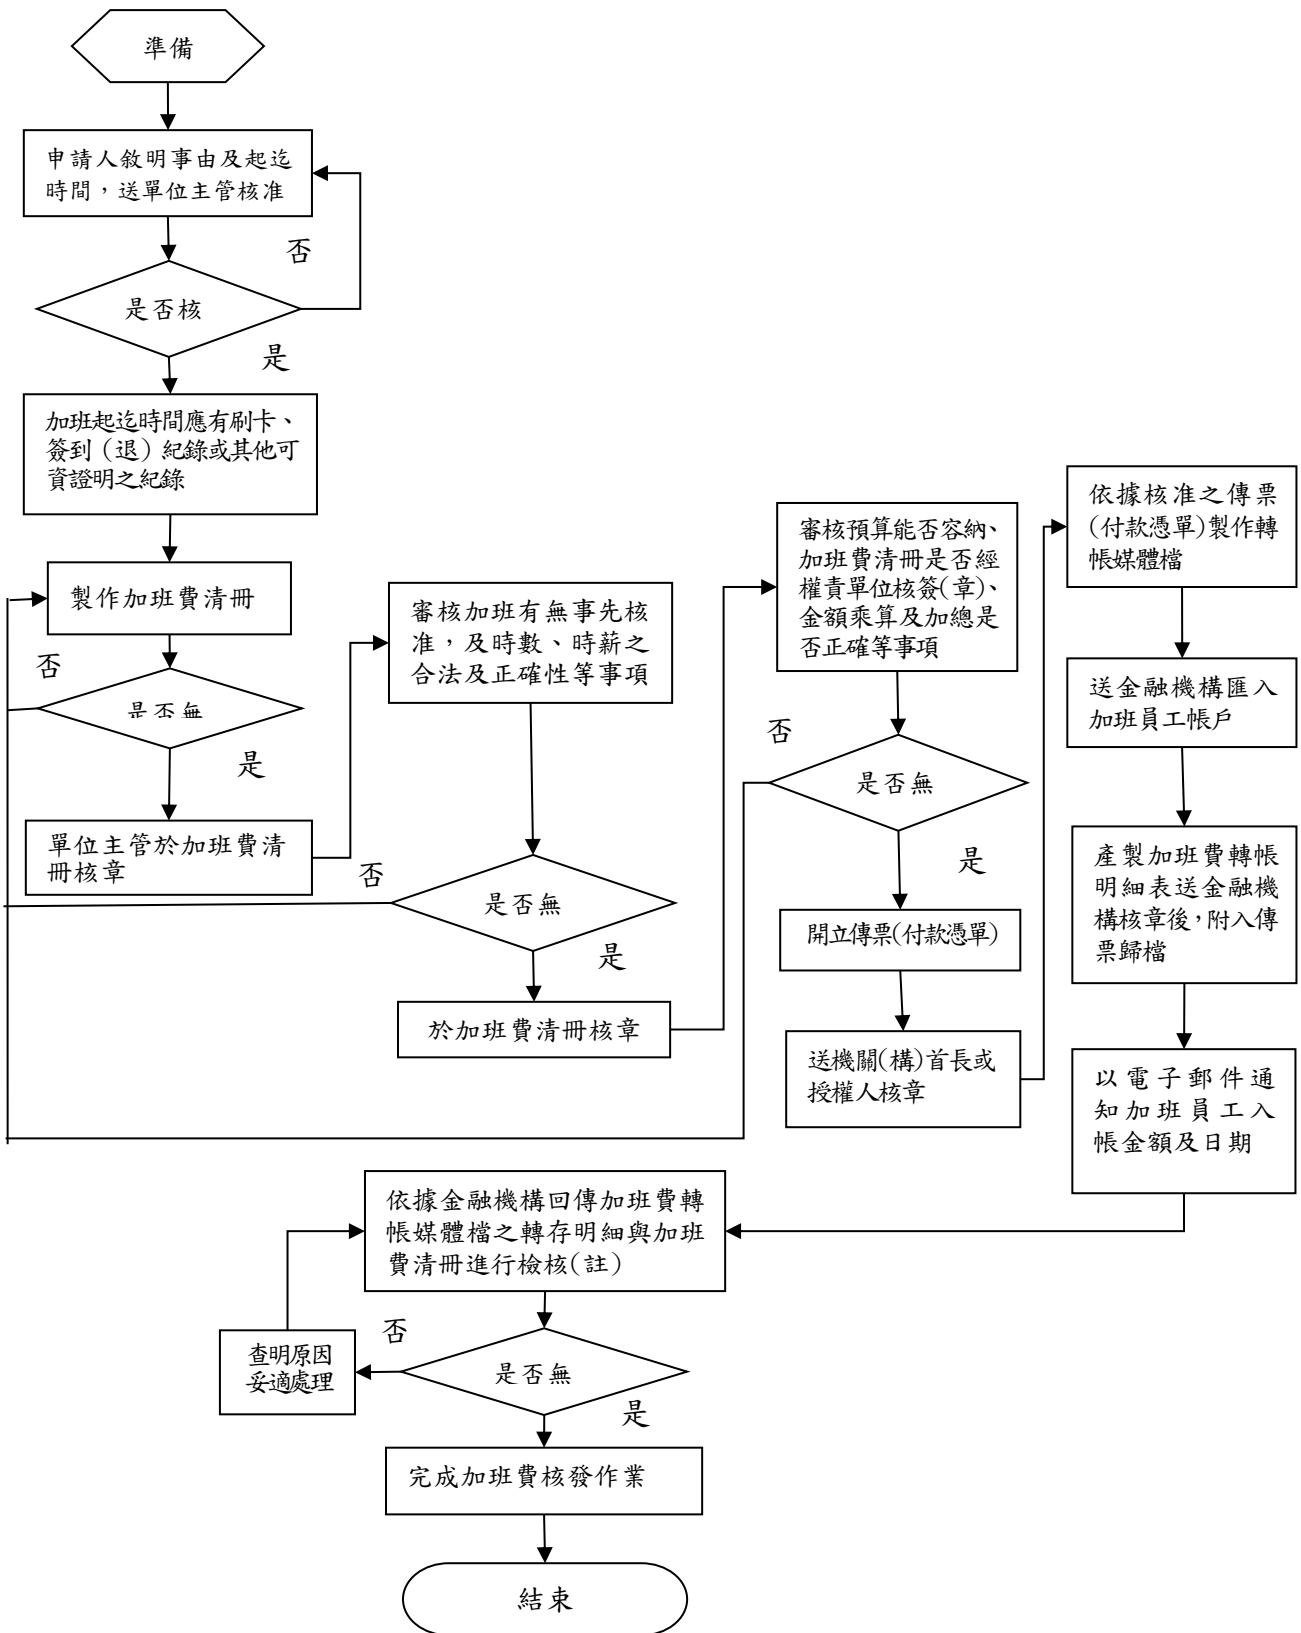 準備
申請人敘明事由及起迄
時間，送單位主管核准
否
是否核
是
加班起迄時間應有刷卡、
簽到（退）紀錄或其他可
資證明之紀錄
製作加班費清冊
否
是否無
是
單位主管於加班費清
冊核章
審核加班有無事先核
准，及時數、時薪之
合法及正確性等事項
否
是否無
是
於加班費清冊核章
審核預算能否容納、
加班費清冊是否經
權責單位核簽(章)、
金額乘算及加總是
否正確等事項
否
是否無
是
開立傳票(付款憑單)
送機關(構)首長或
授權人核章
依據核准之傳票
(付款憑單)製作轉
帳媒體檔
送金融機構匯入
加班員工帳戶
產製加班費轉帳
明細表送金融機
構核章後，附入傳
票歸檔
以電子郵件通
知加班員工入
帳金額及日期
依據金融機構回傳加班費轉
帳媒體檔之轉存明細與加班
費清冊進行檢核(註)
否
查明原因
妥適處理
是否無
是
完成加班費核發作業
結束